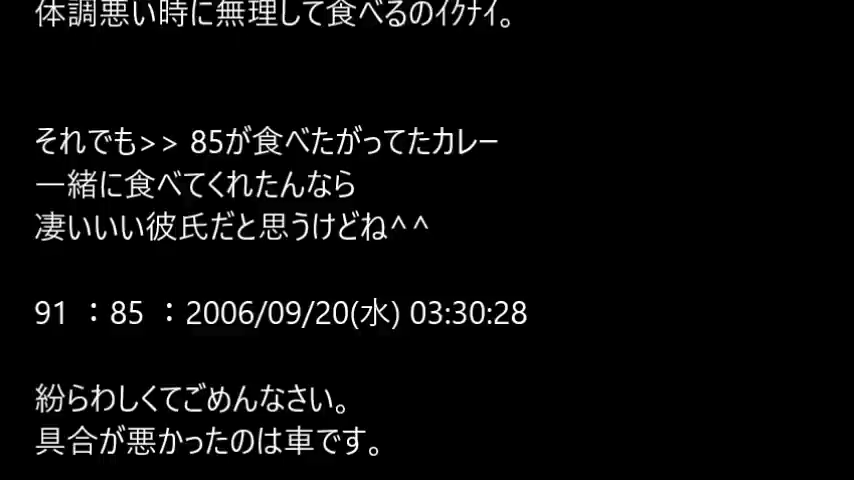 体調悪い時に無理して食べるのイクナイ。
それでも>> 85が食べたがってたカレー
一緒に食べてくれたんなら
凄いいい彼氏だと思うけどね^^
91 ：85 ：2006/09/20(水) 03:30:28
紛らわしくてごめんなさい。
具合が悪かったのは車です。